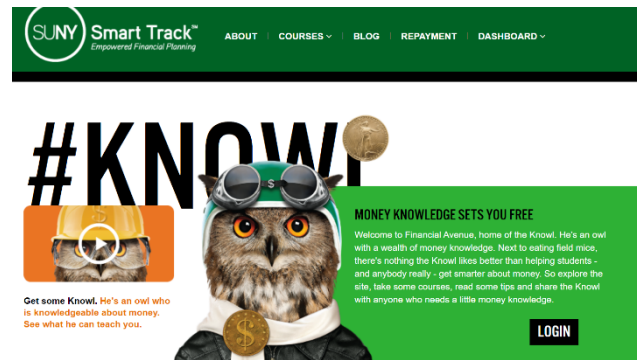 SUNY Smart Track℠
Empowered Financial Planning
ABOUT
COURSES
BLOG
REPAYMENT
DASHBOARD
#KNOWL
$
$
Get some Knowl. He's an owl who
is knowledgeable about money.
See what he can teach you.
$
MONEY KNOWLEDGE SETS YOU FREE
Welcome to Financial Avenue, home of the Knowl. He's an owl
with a wealth of money knowledge. Next to eating field mice,
there's nothing the Knowl likes better than helping students -
and anybody really - get smarter about money. So explore the
site, take some courses, read some tips and share the Knowl
with anyone who needs a little money knowledge.
LOGIN